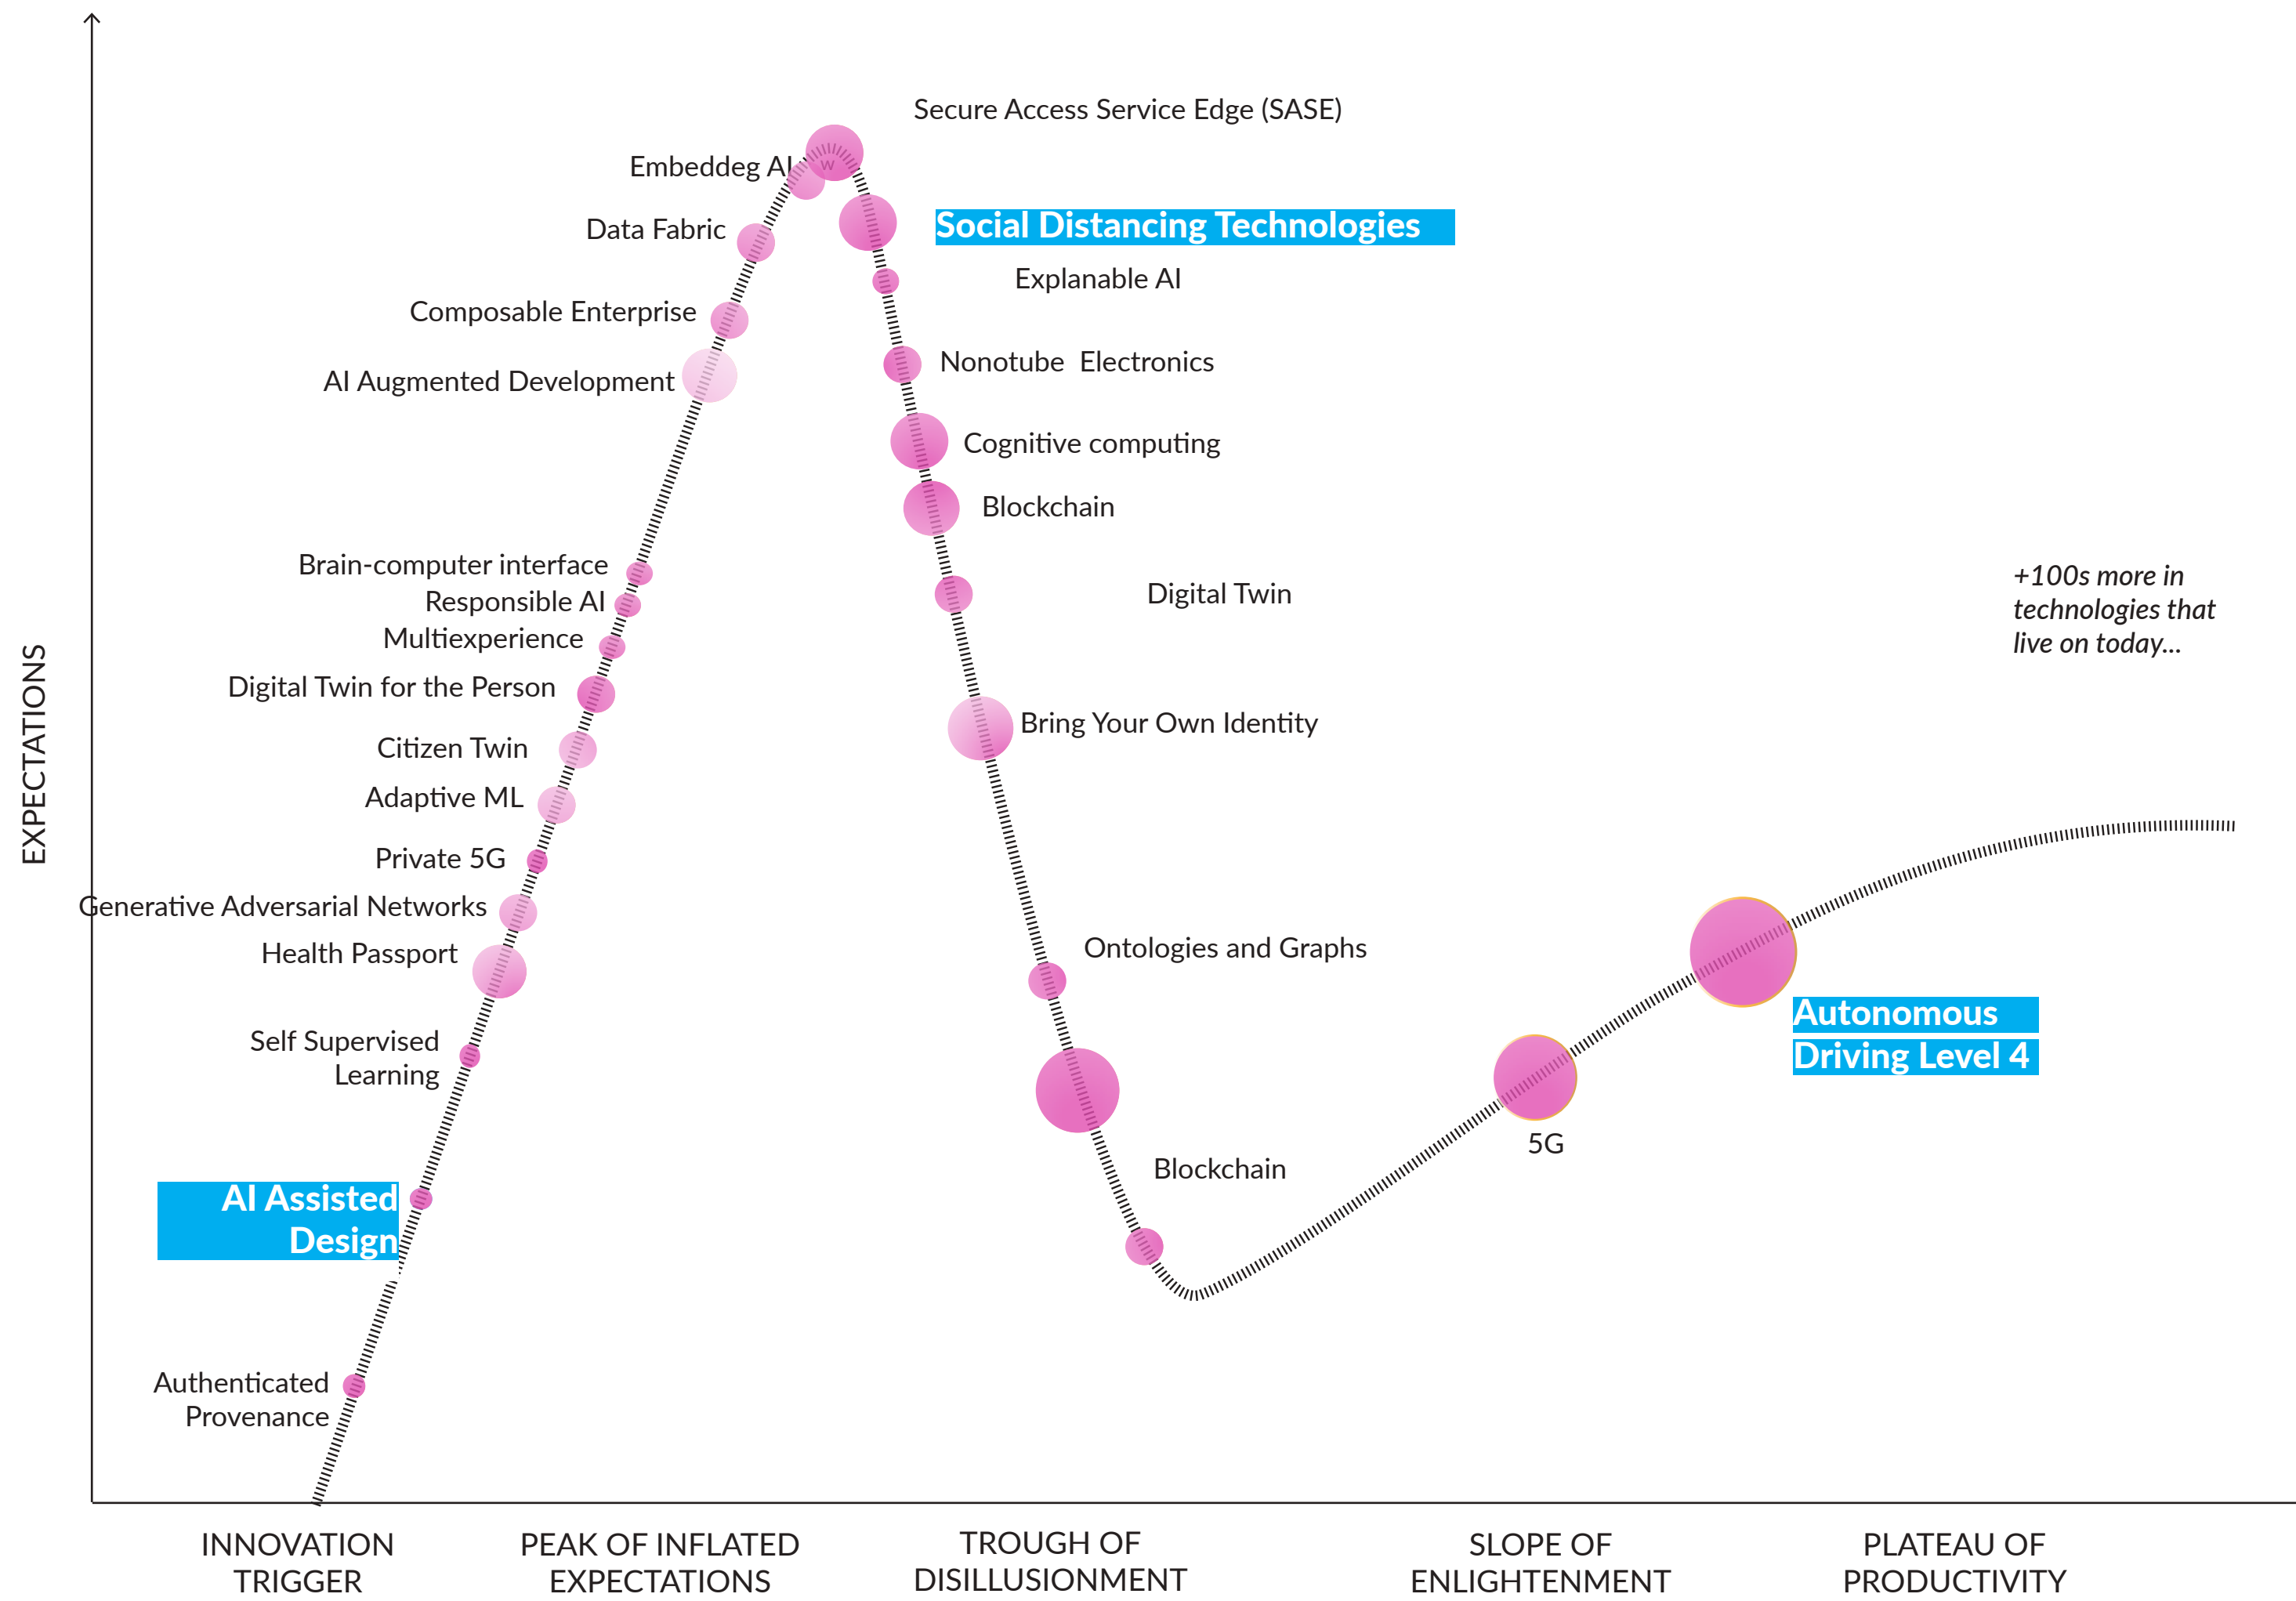 Secure Access Service Edge (SASE)
Embeddeg AI
w
Data Fabric
Social Distancing Technologies
Explanable AI
Composable Enterprise
Nonotube Electronics
AI Augmented Development
Cognitive computing
Blockchain
Brain-computer interface
Digital Twin
+100s more in
technologies that
live on today...
Responsible AI
Multiexperience
Digital Twin for the Person
Bring Your Own Identity
Citizen Twin
EXPECTATIONS
Adaptive ML
Private 5G
Generative Adversarial Networks
Health Passport
Ontologies and Graphs
Self Supervised
Learning
Autonomous
Driving Level 4
5G
Blockchain
AI Assisted
Design
Authenticated
Provenance
INNOVATION
TRIGGER
PEAK OF INFLATED
EXPECTATIONS
TROUGH OF
DISILLUSIONMENT
SLOPE OF
ENLIGHTENMENT
PLATEAU OF
PRODUCTIVITY